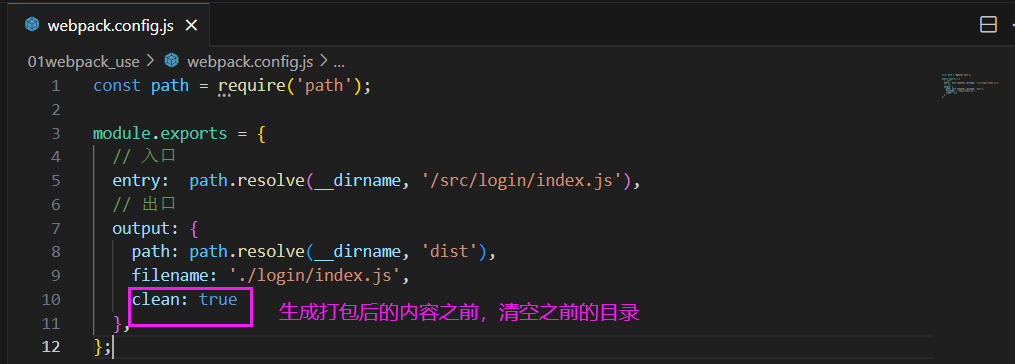 webpack.config.js
01webpack_use > webpack.config.js > ...
1 const path = require('path');
2
3 module.exports = {
4 // 入口
5 entry:  path.resolve(__dirname, '/src/login/index.js'),
6 // 出口
7 output: {
8 path: path.resolve(__dirname, 'dist'),
9 filename: './login/index.js',
10 clean: true 生成打包后的内容之前，清空之前的目录
11 },
12 };